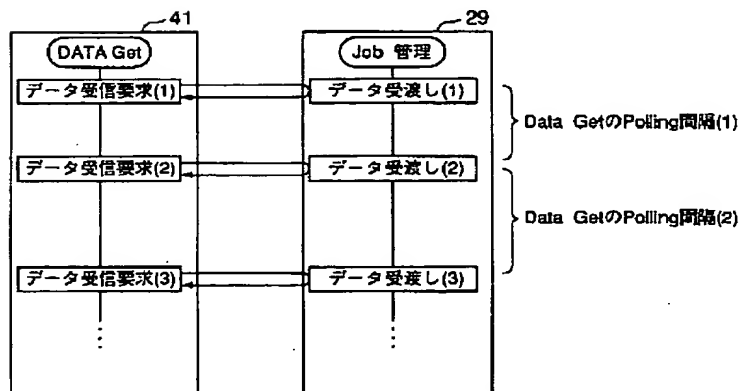 41
29
DATA Get
Job 管理
データ受信要求(1)
データ受渡し(1)
Data GetのPolling間隔(1)
データ受信要求(2)
データ受渡し(2)
Data GetのPolling間隔(2)
データ受信要求(3)
データ受渡し(3)